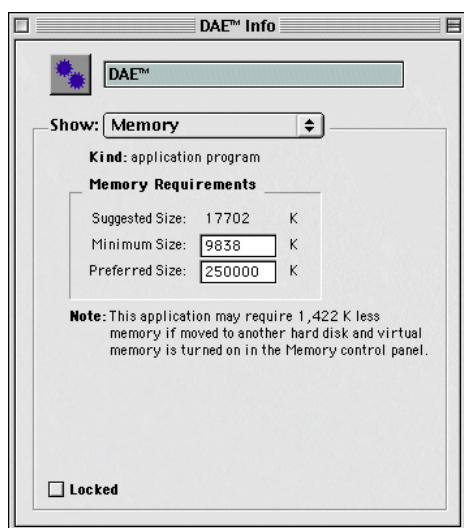 DAE™ Info
DAE™
Show: Memory
Kind: application program
Memory Requirements
Suggested Size: 17702 K
Minimum Size: 9838 K
Preferred Size: 250000 K
Note: This application may require 1,422 K less
memory if moved to another hard disk and virtual
memory is turned on in the Memory control panel.
Locked